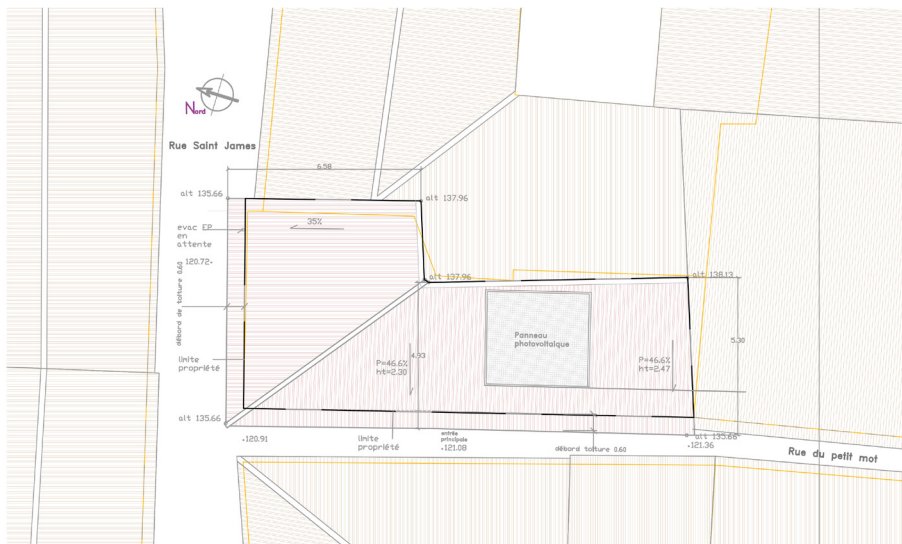 Nord
Rue Saint James
6.58
alt 135.66
alt 137.96
35%
evac EP
en
attente
120.72+
débord de toiture 0.60
alt 137.96
alt 138.13
Panneau
photovoltaïque
4.93
5.30
P=46.6%
ht=2.30
P=46.6%
ht=2.47
limite
propriété
alt 135.66
+120.91
limite
propriété
entrée
principale
+121.08
débord toiture 0.60
alt 135.66
+121.36
Rue du petit mot